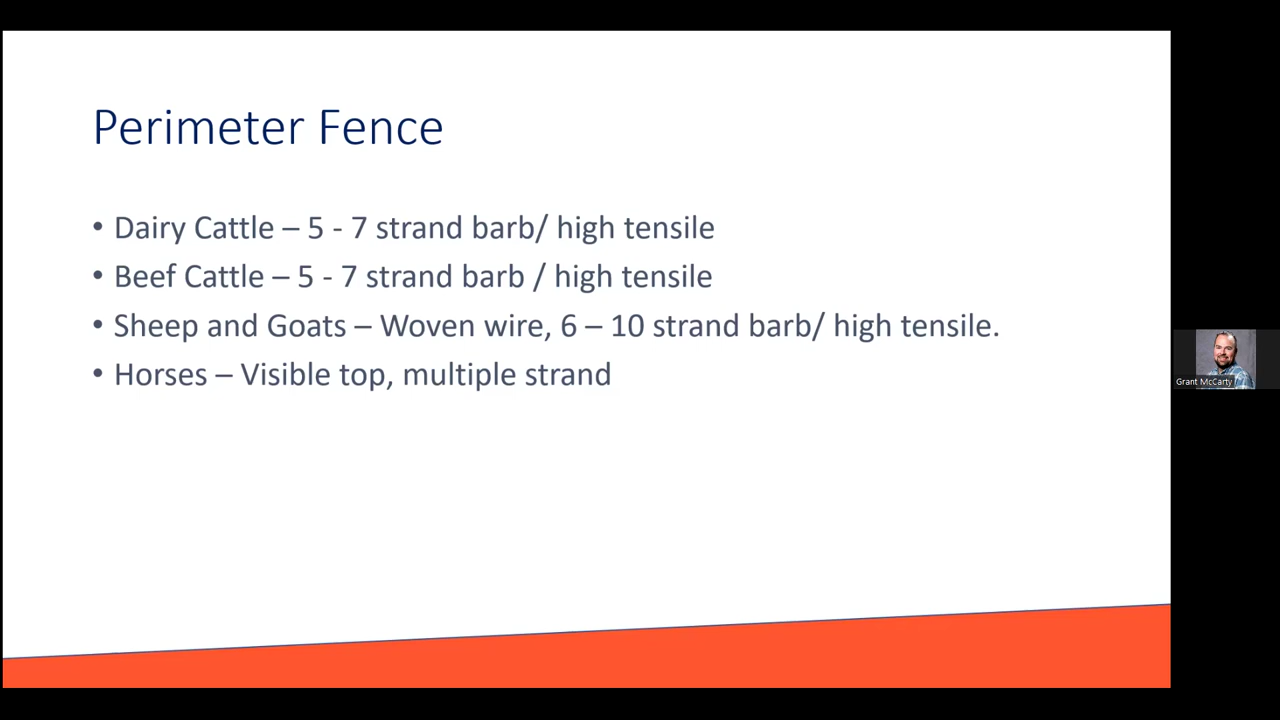 Perimeter Fence
• Dairy Cattle – 5 - 7 strand barb/ high tensile
• Beef Cattle – 5 - 7 strand barb / high tensile
• Sheep and Goats – Woven wire, 6 – 10 strand barb/ high tensile.
• Horses – Visible top, multiple strand
Grant McCarty